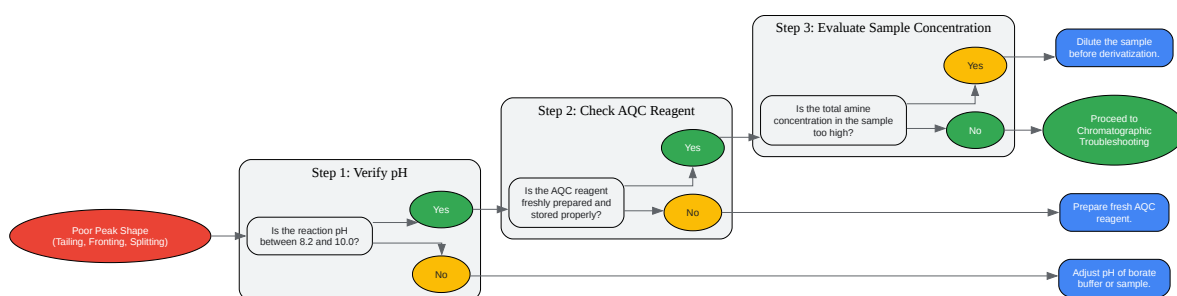 Poor Peak Shape
(Tailing, Fronting, Splitting)
Step 1: Verify pH
Is the reaction pH
between 8.2 and 10.0?
Yes
No
Step 2: Check AQC Reagent
Is the AQC reagent
freshly prepared and
stored properly?
Yes
No
Step 3: Evaluate Sample Concentration
Is the total amine
concentration in the sample
too high?
Yes
No
Dilute the sample
before derivatization.
Proceed to
Chromatographic
Troubleshooting
Prepare fresh AQC
reagent.
Adjust pH of borate
buffer or sample.